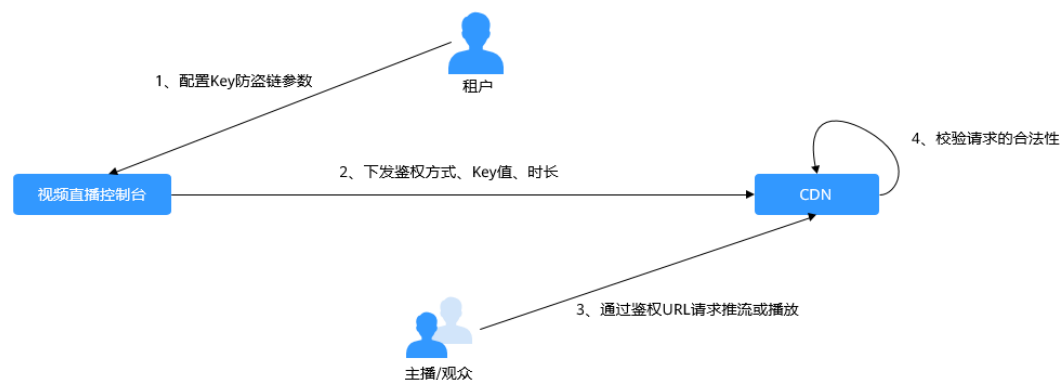 租户
1、配置Key防盗链参数
4、校验请求的合法性
2、下发鉴权方式、Key值、时长
视频直播控制台
CDN
3、通过鉴权URL请求推流或播放
主播/观众